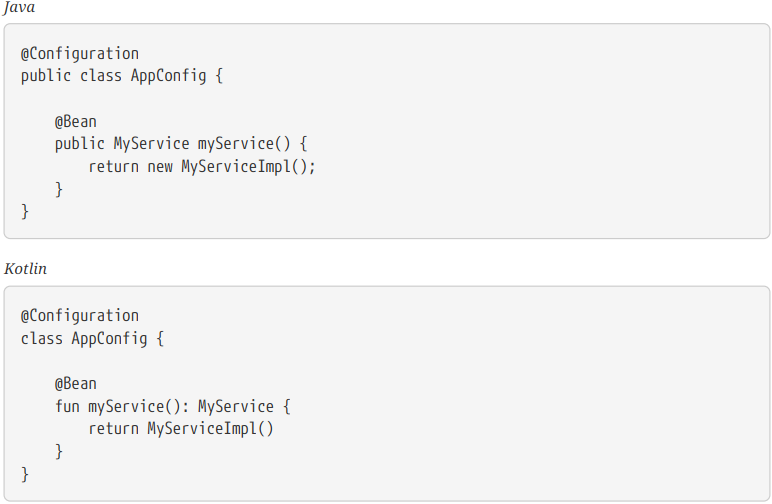 Java
@Configuration
public class AppConfig {
    @Bean
    public MyService myService() {
        return new MyServiceImpl();
    }
}
Kotlin
@Configuration
class AppConfig {
    @Bean
    fun myService(): MyService {
        return MyServiceImpl()
    }
}